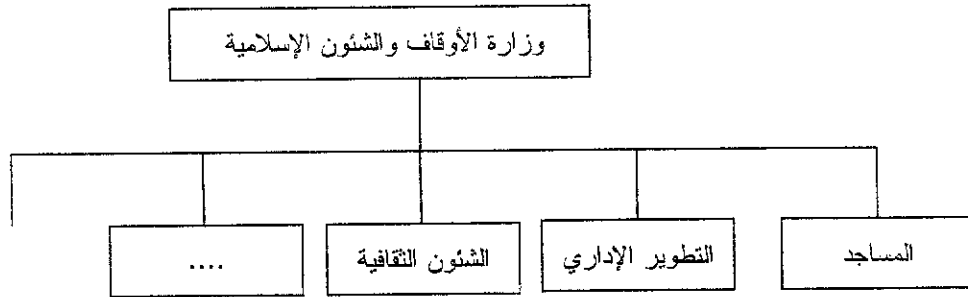 وزارة الأوقاف والشئون الإسلامية
المساجد
التطوير الإداري
الشئون الثقافية
....